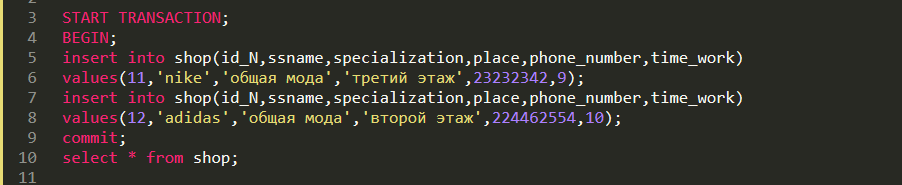 3 START TRANSACTION;
4 BEGIN;
5 insert into shop(id_N,ssname,specialization,place,phone_number,time_work)
6 values(11,'nike','общая мода','третий этаж',23232342,9);
7 insert into shop(id_N,ssname,specialization,place,phone_number,time_work)
8 values(12,'adidas','общая мода','второй этаж',224462554,10);
9 commit;
10 select * from shop;
11